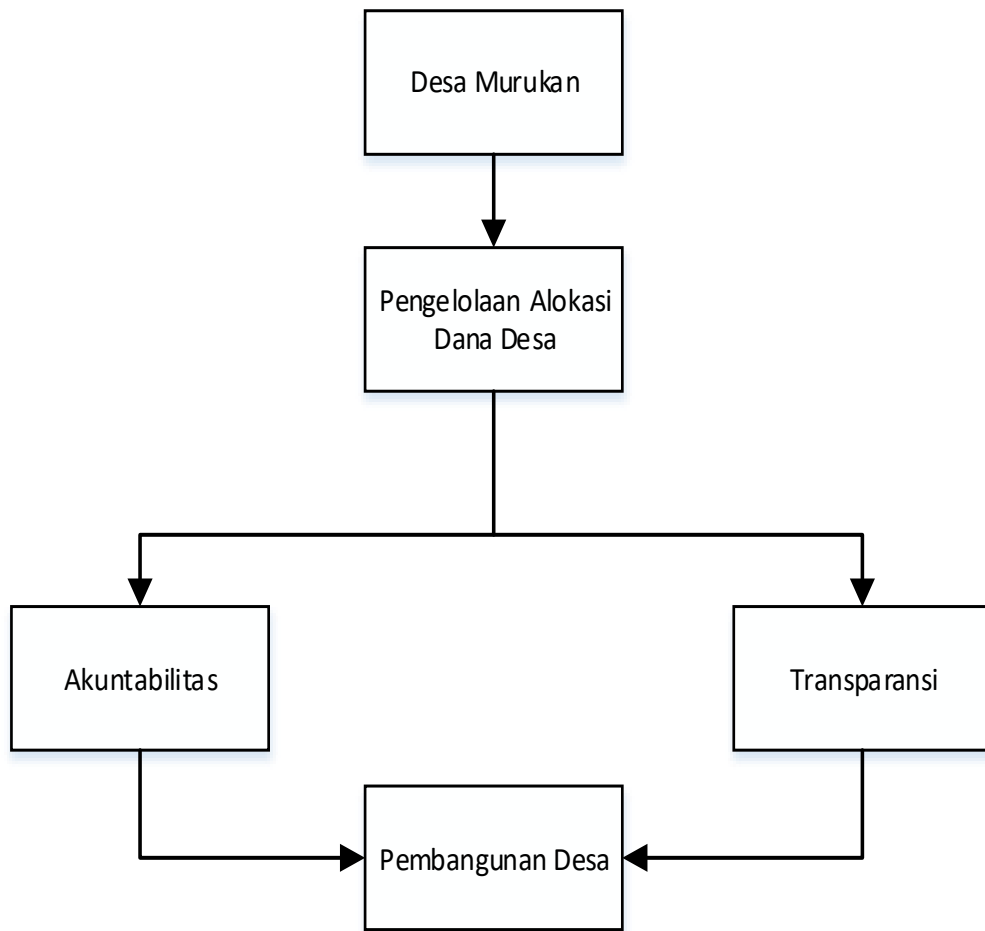 Desa Murukan
Pengelolaan Alokasi
Dana Desa
Akuntabilitas
Transparansi
Pembangunan Desa